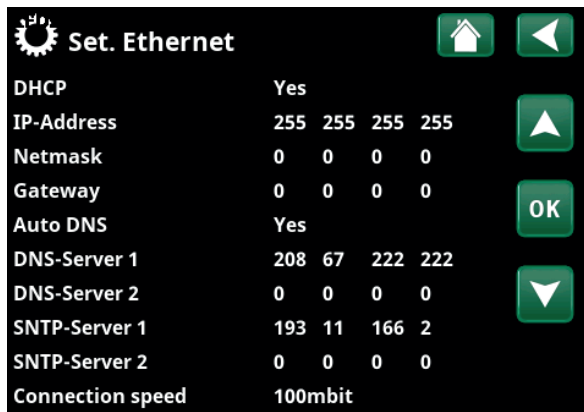 Set. Ethernet
DHCP Yes
IP-Address 255 255 255 255
Netmask 0 0 0 0
Gateway 0 0 0 0
OK
Auto DNS Yes
DNS-Server 1 208 67 222 222
DNS-Server 2 0 0 0 0
SNTP-Server 1 193 11 166 2
SNTP-Server 2 0 0 0 0
Connection speed 100mbit